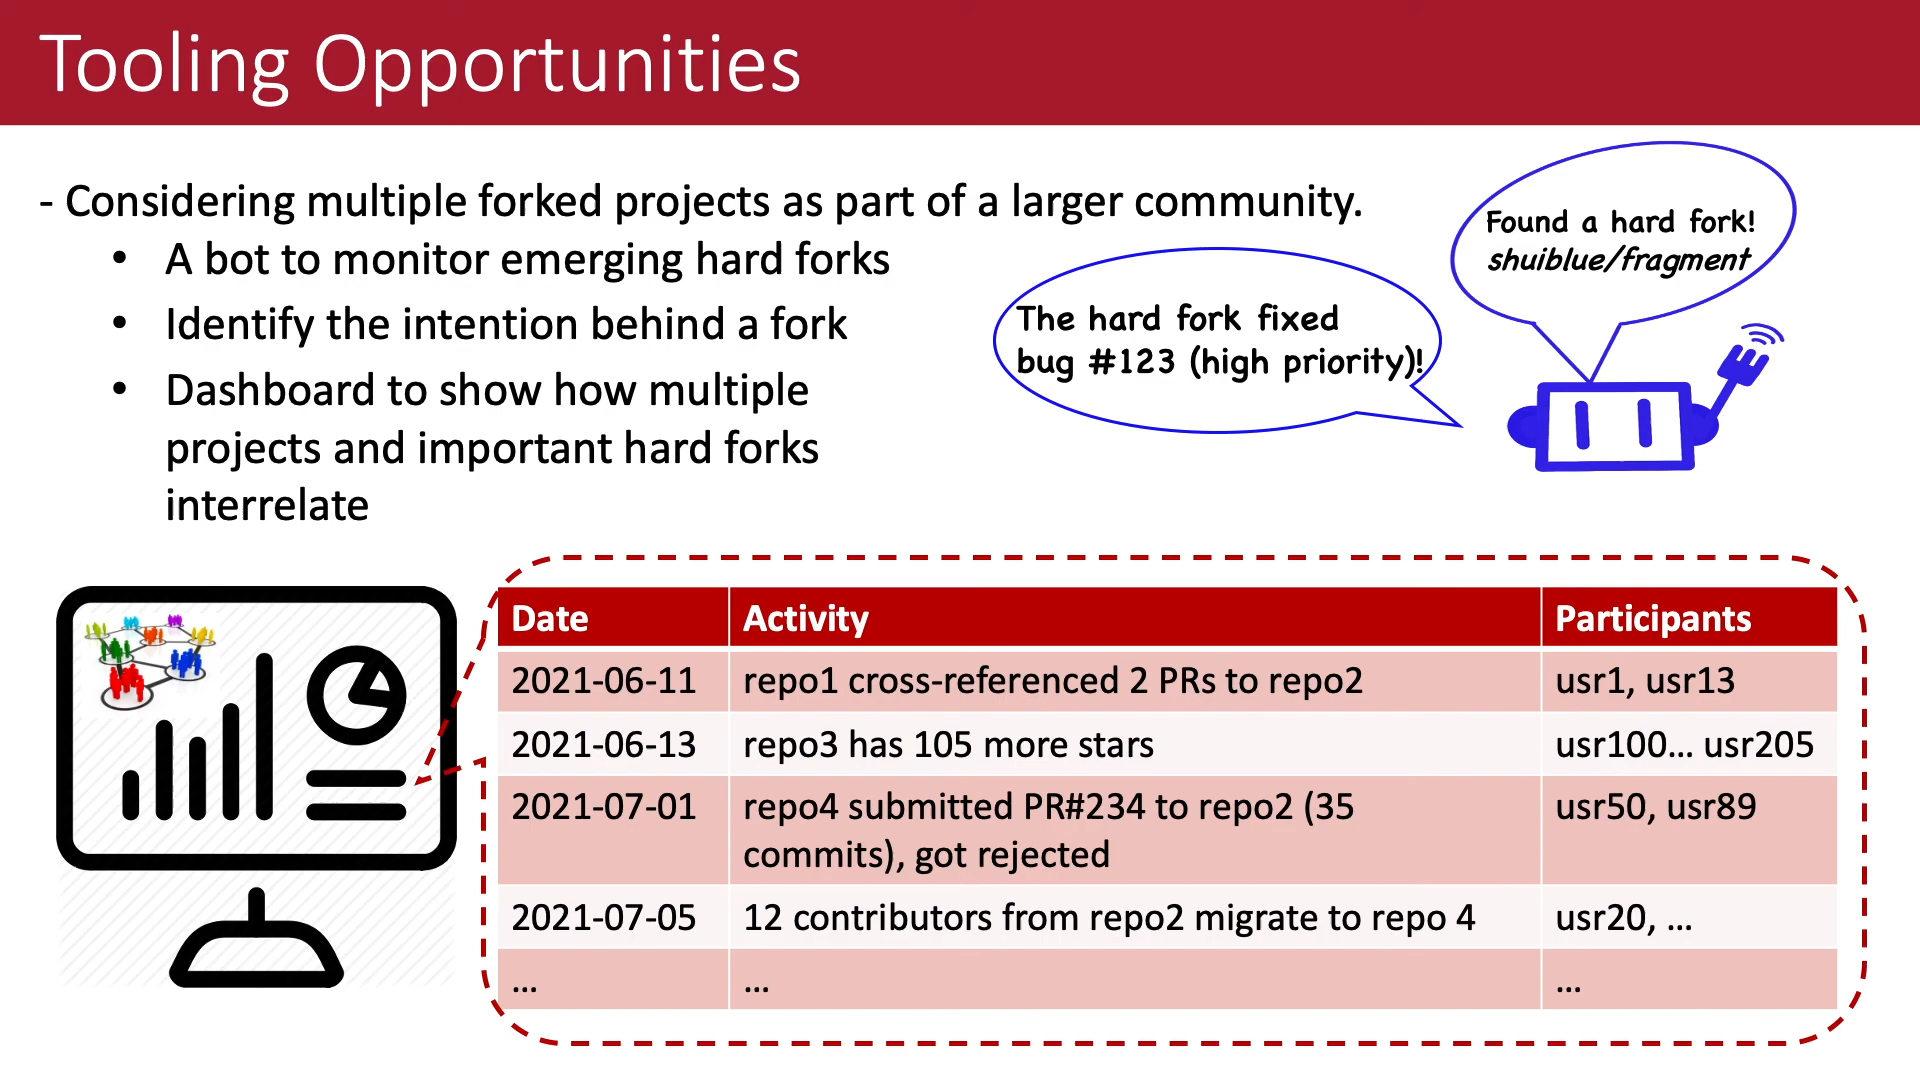 Tooling Opportunities
- Considering multiple forked projects as part of a larger community.
• A bot to monitor emerging hard forks
• Identify the intention behind a fork
• Dashboard to show how multiple
projects and important hard forks
interrelate
Found a hard fork!
shuiblue/fragment
The hard fork fixed
bug #123 (high priority)!
Date Activity Participants
2021-06-11 repo1 cross-referenced 2 PRs to repo2 usr1, usr13
2021-06-13 repo3 has 105 more stars usr100... usr205
2021-07-01 repo4 submitted PR#234 to repo2 (35 usr50, usr89
commits), got rejected
2021-07-05 12 contributors from repo2 migrate to repo 4 usr20, ...
... ... ...